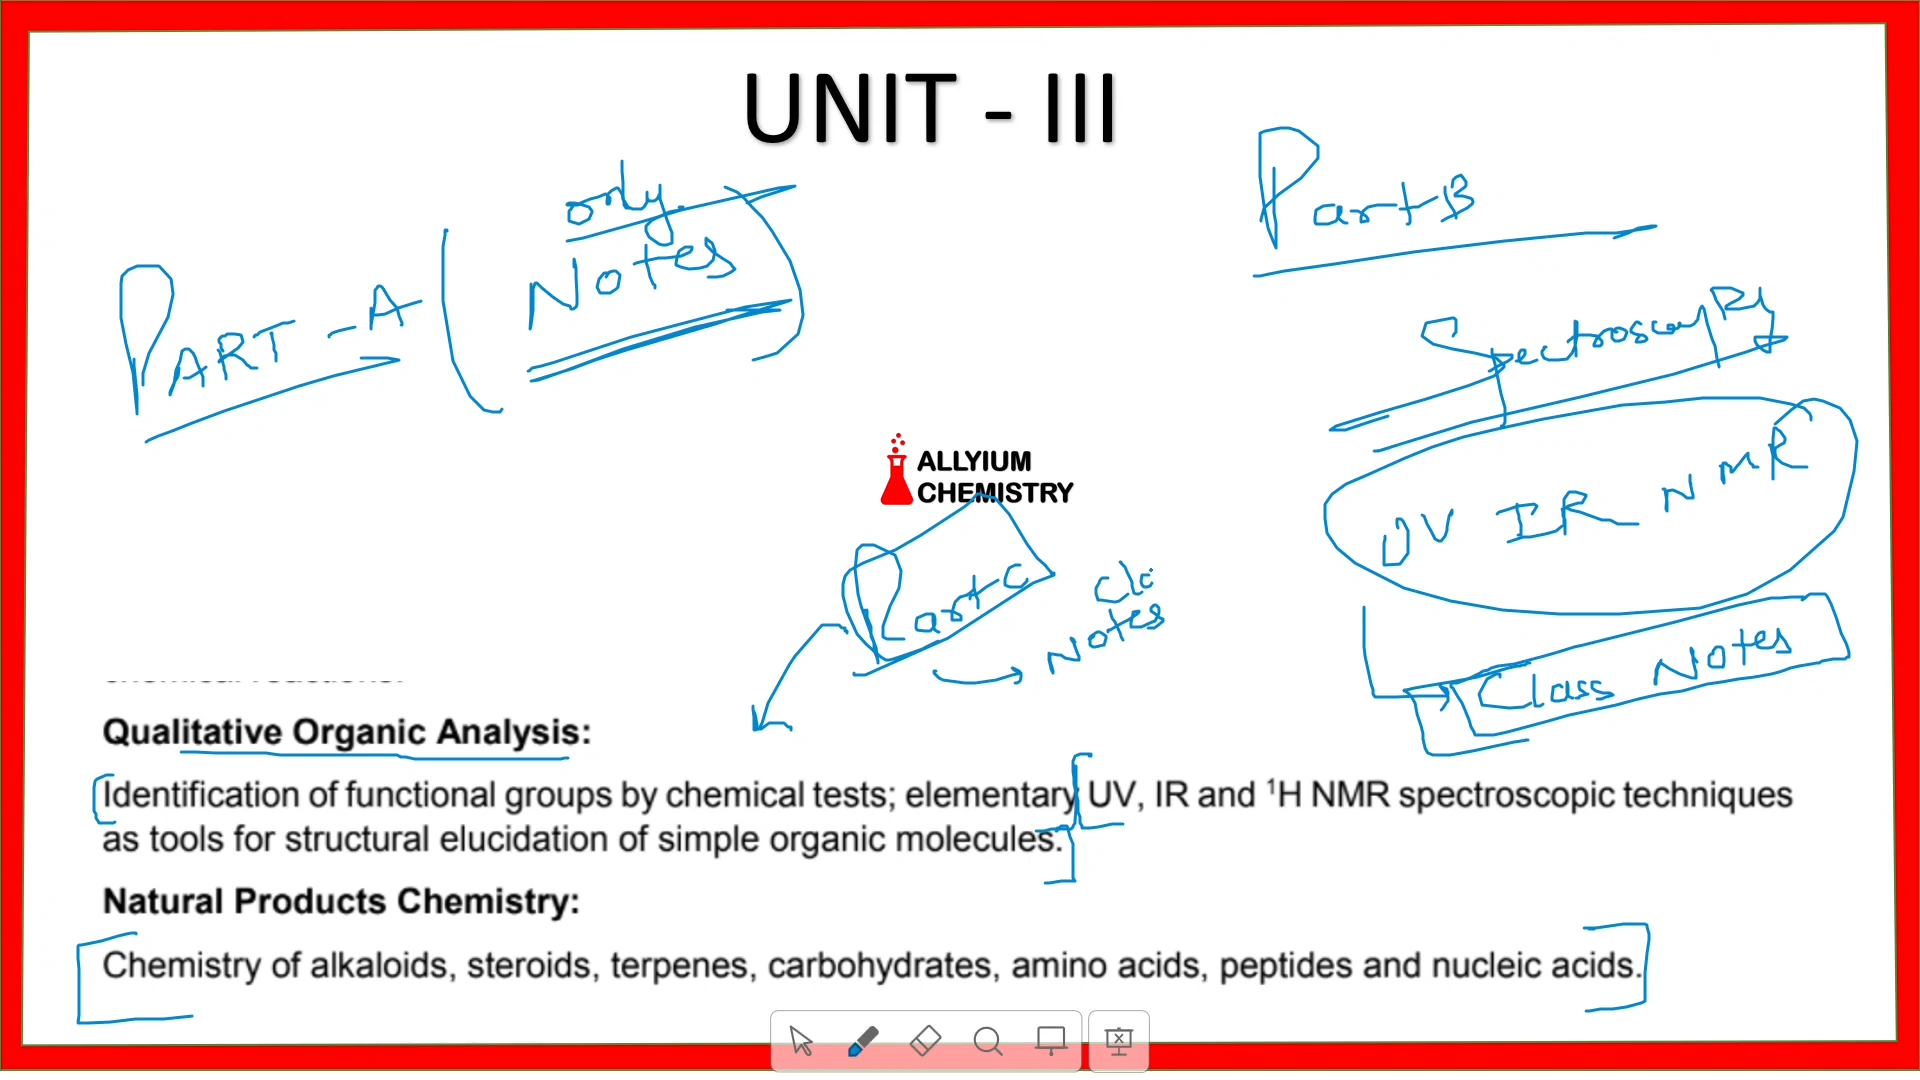 UNIT - III
PART - A
only
Notes
Part B
Spectroscopy
UV IR NMR
Class Notes
ALLYIUM
CHEMISTRY
Part C
Notes
Qualitative Organic Analysis:
Identification of functional groups by chemical tests; elementary UV, IR and ¹H NMR spectroscopic techniques
as tools for structural elucidation of simple organic molecules.
Natural Products Chemistry:
Chemistry of alkaloids, steroids, terpenes, carbohydrates, amino acids, peptides and nucleic acids.